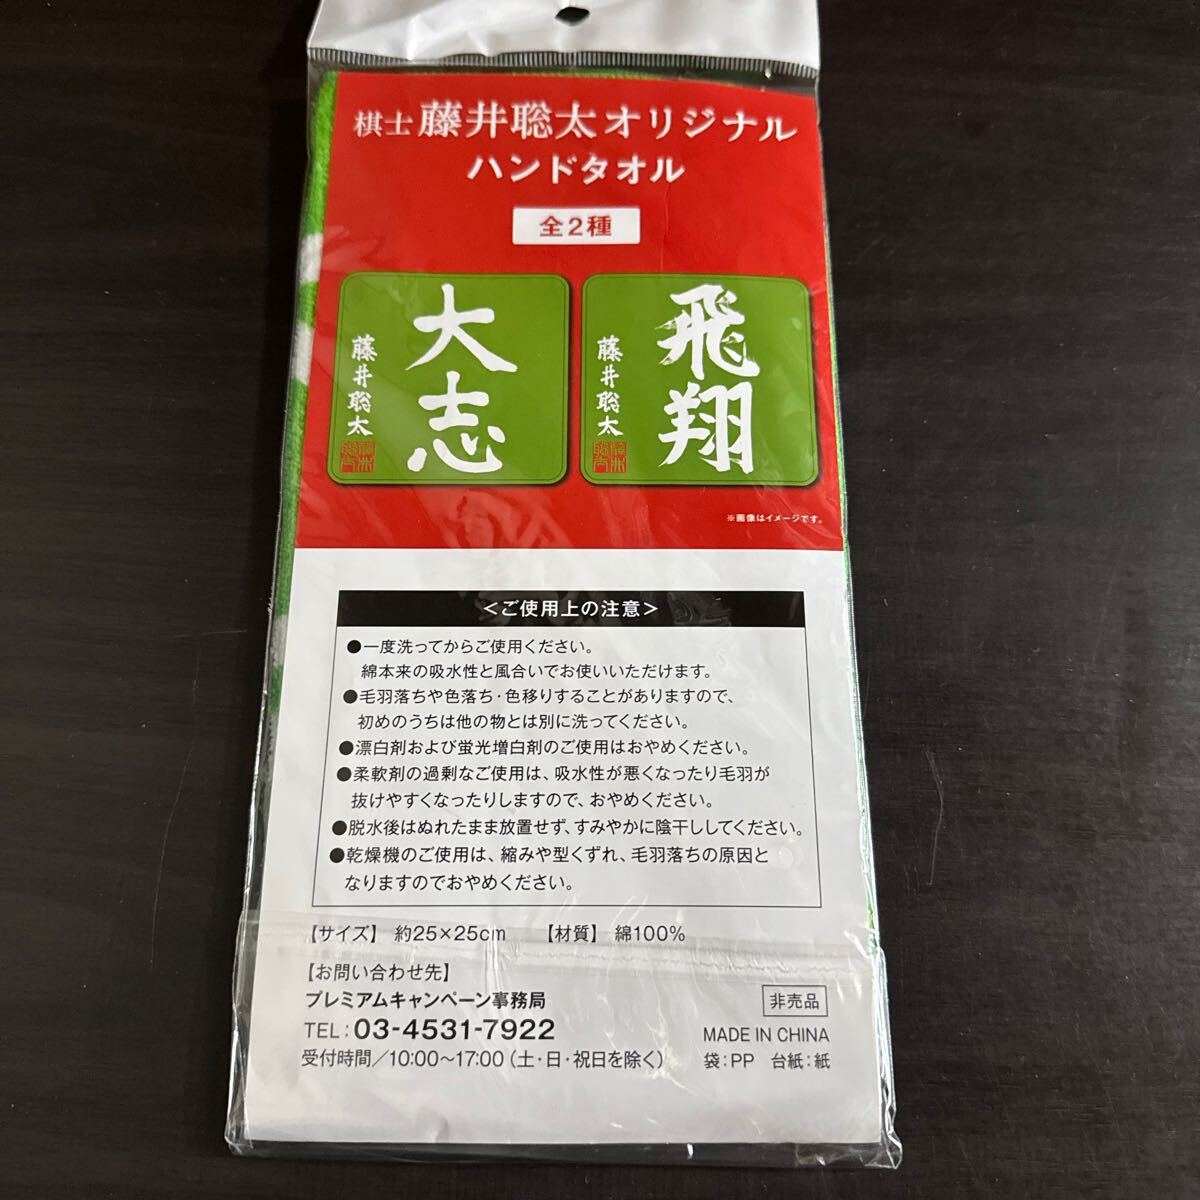 棋士 藤井聡太オリジナル
ハンドタオル
全2種
大志
藤井聡太
飛翔
藤井聡太
※画像はイメージです。
＜ご使用上の注意＞
●一度洗ってからご使用ください。
綿本来の吸水性と風合いでお使いいただけます。
●毛羽落ちや色落ち・色移りすることがありますので、
初めのうちは他の物とは別に洗ってください。
●漂白剤および蛍光増白剤のご使用はおやめください。
●柔軟剤の過剰なご使用は、吸水性が悪くなったり毛羽が
抜けやすくなったりしますので、おやめください。
●脱水後はぬれたまま放置せず、すみやかに陰干ししてください。
●乾燥機のご使用は、縮みや型くずれ、毛羽落ちの原因と
なりますのでおやめください。
【サイズ】 約25×25cm 【材質】 綿100%
【お問い合わせ先】
プレミアムキャンペーン事務局
TEL：03-4531-7922
受付時間／10:00～17:00（土・日・祝日を除く）
非売品
MADE IN CHINA
袋：PP 台紙：紙